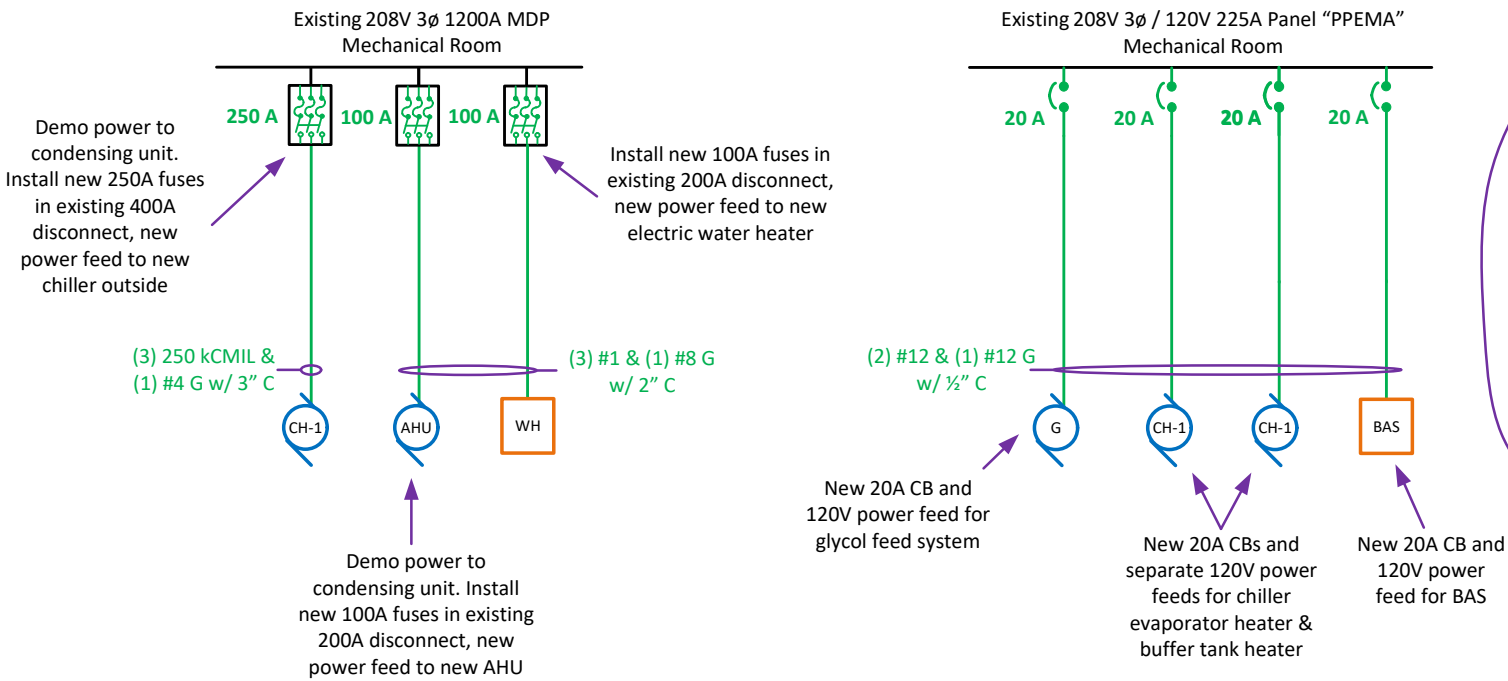 Existing 208V 3ø 1200A MDP
Mechanical Room
250 A
100 A
100 A
Demo power to
condensing unit.
Install new 250A fuses
in existing 400A
disconnect, new
power feed to new
chiller outside
Install new 100A fuses in
existing 200A disconnect,
new power feed to new
electric water heater
(3) 250 kCMIL &
(1) #4 G w/ 3” C
(3) #1 & (1) #8 G
w/ 2” C
CH-1
AHU
WH
Demo power to
condensing unit. Install
new 100A fuses in existing
200A disconnect, new
power feed to new AHU
Existing 208V 3ø / 120V 225A Panel “PPEMA”
Mechanical Room
20 A
20 A
20 A
20 A
(2) #12 & (1) #12 G
w/ ½” C
G
CH-1
CH-1
BAS
New 20A CB and
120V power feed for
glycol feed system
New 20A CBs and
separate 120V power
feeds for chiller
evaporator heater &
buffer tank heater
New 20A CB and
120V power
feed for BAS